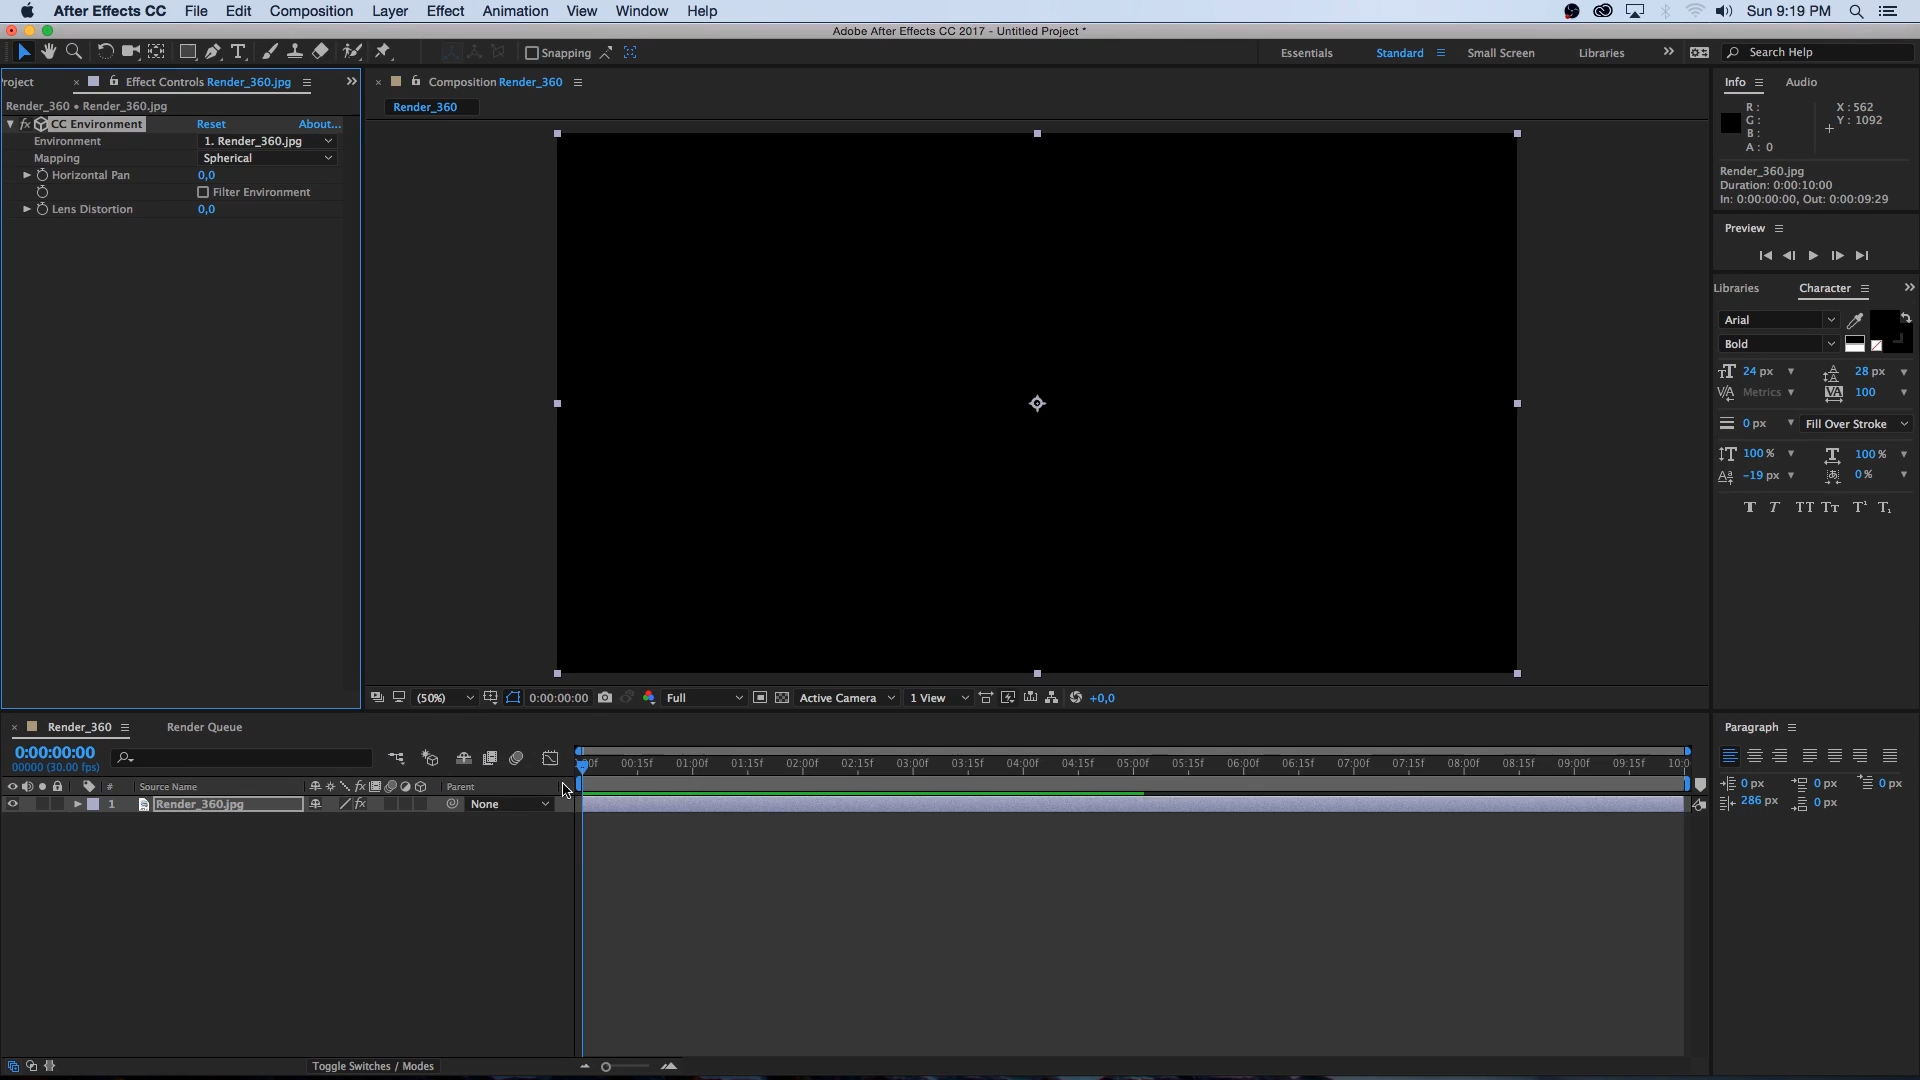 After Effects CC File Edit Composition Layer Effect Animation View Window Help Sun 9:19 PM
Adobe After Effects CC 2017 - Untitled Project *
Snapping Essentials Standard Small Screen Libraries Search Help
roject Effect Controls Render_360.jpg
Composition Render_360
Info Audio
Render_360 • Render_360.jpg
Render_360
fx CC Environment Reset About...
Environment 1. Render_360.jpg
Mapping Spherical
Horizontal Pan 0,0
Filter Environment
Lens Distortion 0,0
R :
G :
B :
A : 0
X : 562
Y : 1092
Render_360.jpg
Duration: 0:00:10:00
In: 0:00:00:00, Out: 0:00:09:29
Preview
Libraries Character
Arial
Bold
24 px 28 px
Metrics 100
0 px Fill Over Stroke
100 % 100 %
-19 px 0 %
T T TT Tт T¹ T₁
(50%) 0:00:00:00 Full Active Camera 1 View +0,0
Render_360 Render Queue
0:00:00:00
00000 (30.00 fps)
:00f 00:15f 01:00f 01:15f 02:00f 02:15f 03:00f 03:15f 04:00f 04:15f 05:00f 05:15f 06:00f 06:15f 07:00f 07:15f 08:00f 08:15f 09:00f 09:15f 10:0
# Source Name fx Parent
1 Render_360.jpg fx None
Toggle Switches / Modes
Paragraph
0 px 0 px 0 px
286 px 0 px